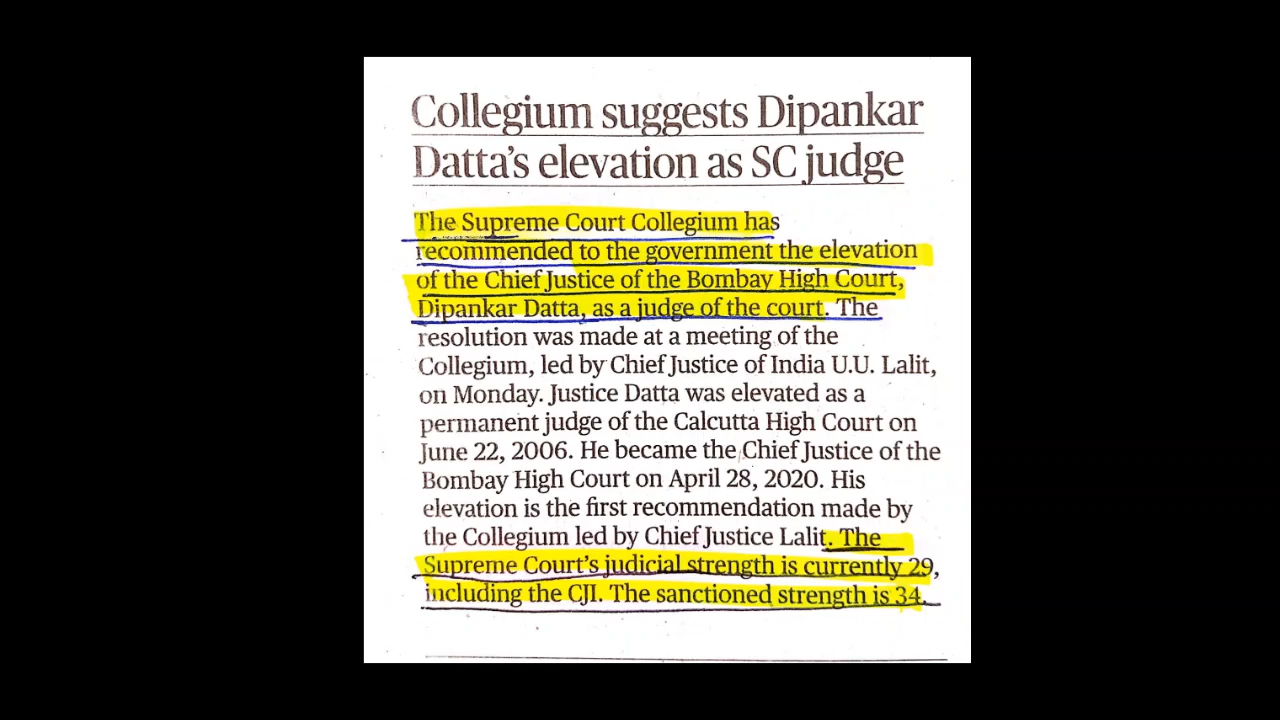 Collegium suggests Dipankar
Datta's elevation as SC judge
The Supreme Court Collegium has
recommended to the government the elevation
of the Chief Justice of the Bombay High Court,
Dipankar Datta, as a judge of the court. The
resolution was made at a meeting of the
Collegium, led by Chief Justice of India U.U. Lalit,
on Monday. Justice Datta was elevated as a
permanent judge of the Calcutta High Court on
June 22, 2006. He became the Chief Justice of the
Bombay High Court on April 28, 2020. His
elevation is the first recommendation made by
the Collegium led by Chief Justice Lalit. The
Supreme Court's judicial strength is currently 29,
including the CJI. The sanctioned strength is 34.